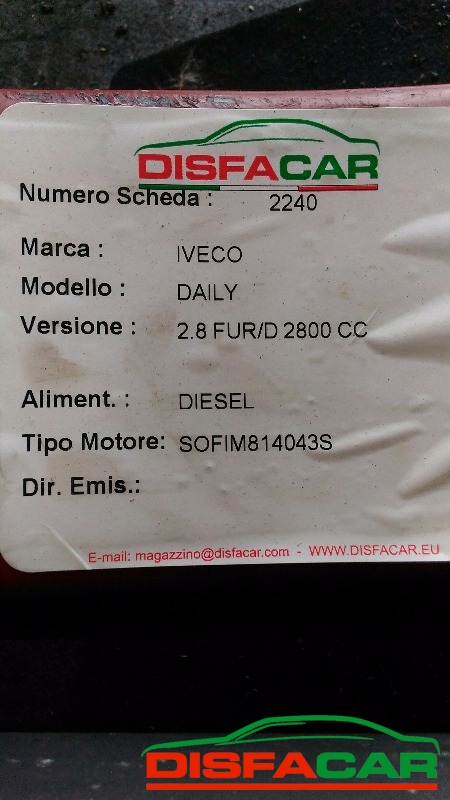 DISFACAR
Numero Scheda : 2240
Marca : IVECO
Modello : DAILY
Versione : 2.8 FUR/D 2800 CC
Aliment. : DIESEL
Tipo Motore: SOFIM814043S
Dir. Emis.:
E-mail: magazzino@disfacar.com - WWW.DISFACAR.EU
DISFACAR